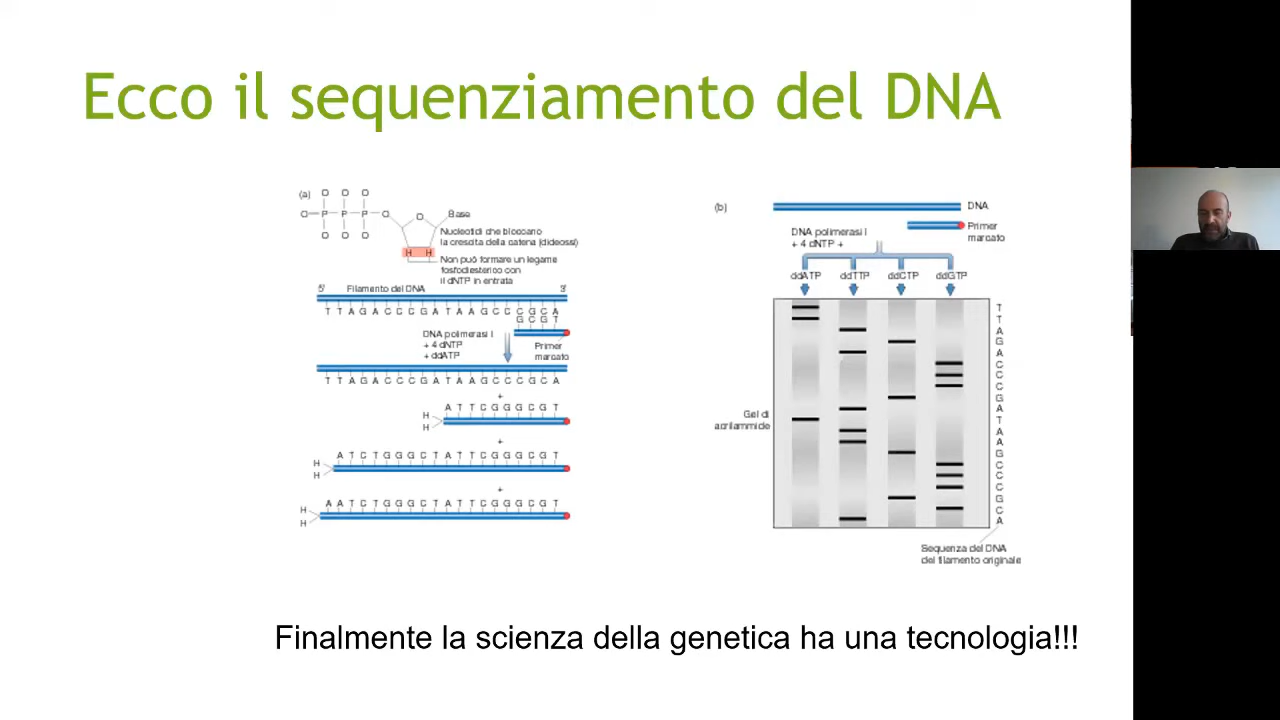 Ecco il sequenziamento del DNA
(a)
O O O
O P P P O O Base
O O O
Nucleotidi che bloccano
la crescita della catena (dideossi)
H H
Non può formare un legame
fosfodiesterico con
il dNTP in entrata
5' Filamento del DNA 3'
T T A G A C C C G A T A A G C C C G C A
G C G T
DNA polimerasi I
+ 4 dNTP
+ ddATP
Primer
marcato
T T A G A C C C G A T A A G C C C G C A
+
A T T C G G G C G T
H
H
+
A T C T G G G C T A T T C G G G C G T
H
H
+
A A T C T G G G C T A T T C G G G C G T
H
H
(b)
DNA
Primer
marcato
DNA polimerasi I
+ 4 dNTP +
ddATP ddTTP ddCTP ddGTP
T
T
A
G
A
C
C
C
G
A
T
A
A
G
C
C
C
G
C
A
Gel di
acrilammide
Sequenza del DNA
del filamento originale
Finalmente la scienza della genetica ha una tecnologia!!!